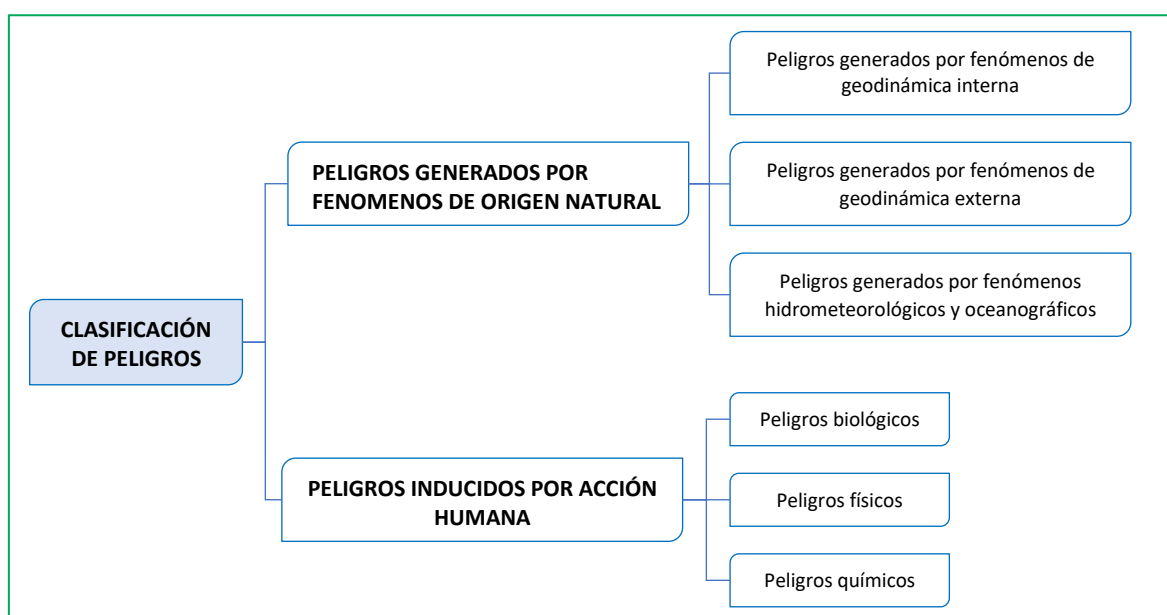 CLASIFICACIÓN
DE PELIGROS
PELIGROS GENERADOS POR
FENOMENOS DE ORIGEN NATURAL
Peligros generados por fenómenos de
geodinámica interna
Peligros generados por fenómenos de
geodinámica externa
Peligros generados por fenómenos
hidrometeorológicos y oceanográficos
PELIGROS INDUCIDOS POR ACCIÓN
HUMANA
Peligros biológicos
Peligros físicos
Peligros químicos